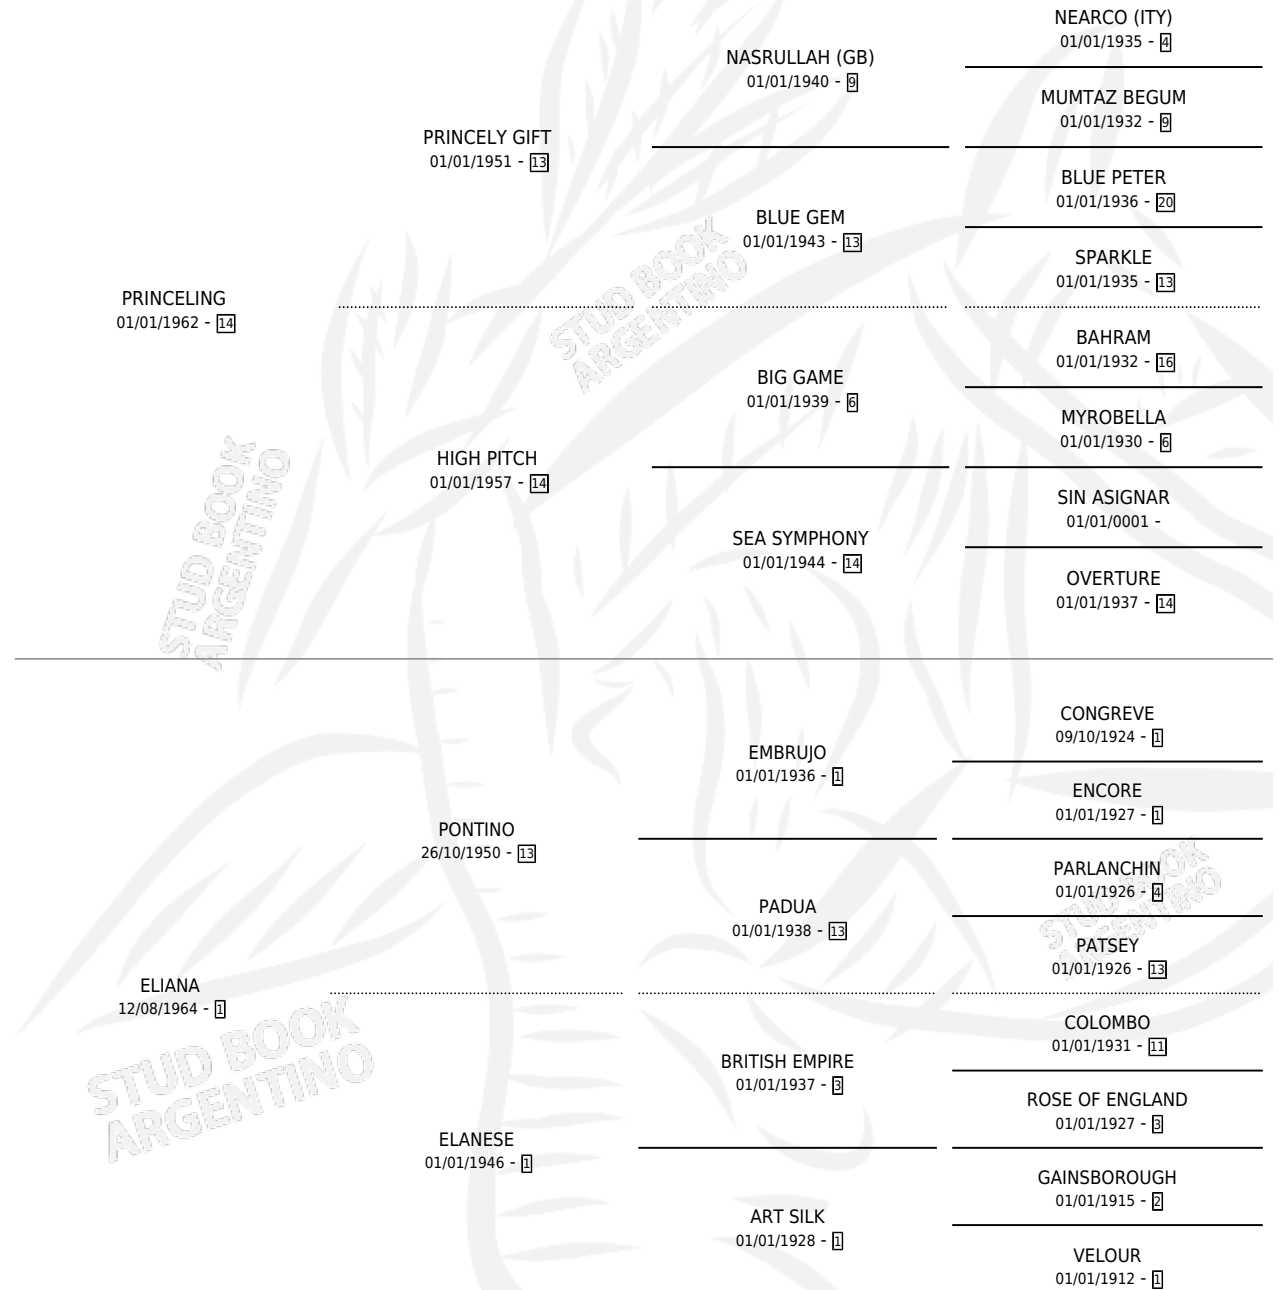 NEARCO (ITY)
01/01/1935 - 4
NASRULLAH (GB)
01/01/1940 - 9
MUMTAZ BEGUM
01/01/1932 - 9
PRINCELY GIFT
01/01/1951 - 13
BLUE PETER
01/01/1936 - 20
BLUE GEM
01/01/1943 - 13
SPARKLE
01/01/1935 - 13
PRINCELING
01/01/1962 - 14
BAHRAM
01/01/1932 - 16
BIG GAME
01/01/1939 - 6
MYROBELLA
01/01/1930 - 6
HIGH PITCH
01/01/1957 - 14
SIN ASIGNAR
01/01/0001 -
SEA SYMPHONY
01/01/1944 - 14
OVERTURE
01/01/1937 - 14
CONGREVE
09/10/1924 - 1
EMBRUJO
01/01/1936 - 1
ENCORE
01/01/1927 - 1
PONTINO
26/10/1950 - 13
PARLANCHIN
01/01/1926 - 4
PADUA
01/01/1938 - 13
PATSEY
01/01/1926 - 13
ELIANA
12/08/1964 - 1
COLOMBO
01/01/1931 - 11
BRITISH EMPIRE
01/01/1937 - 3
ROSE OF ENGLAND
01/01/1927 - 3
ELANESE
01/01/1946 - 1
GAINSBOROUGH
01/01/1915 - 2
ART SILK
01/01/1928 - 1
VELOUR
01/01/1912 - 1
STUD BOOK
ARGENTINO
STUD BOOK
ARGENTINO
STUD BOOK
ARGENTINO
STUD BOOK
ARGENTINO